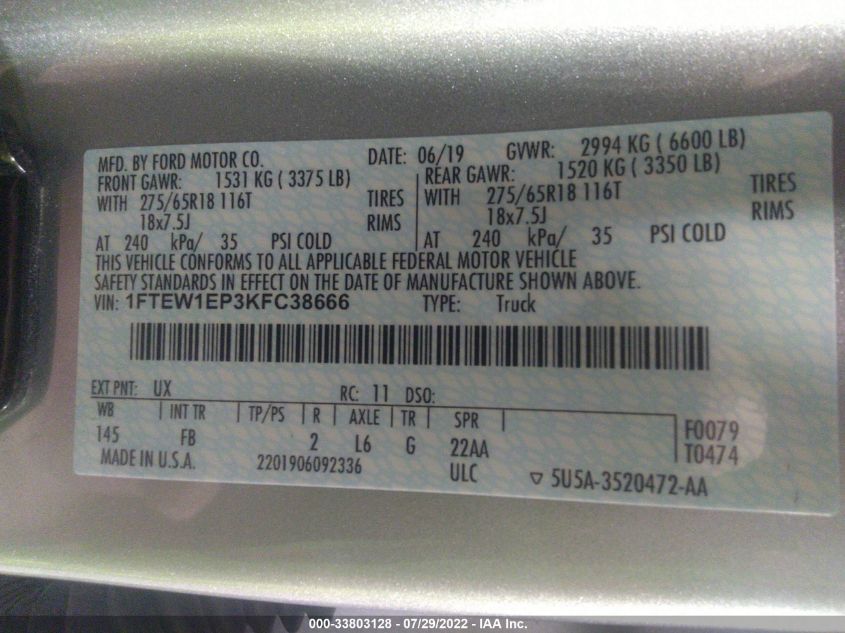 MFD. BY FORD MOTOR CO. DATE: 06/19 GVWR: 2994 KG ( 6600 LB)
FRONT GAWR: 1531 KG ( 3375 LB) REAR GAWR: 1520 KG ( 3350 LB)
WITH 275/65R18 116T TIRES WITH 275/65R18 116T TIRES
18x7.5J RIMS 18x7.5J RIMS
AT 240 kPa/ 35 PSI COLD AT 240 kPa/ 35 PSI COLD
THIS VEHICLE CONFORMS TO ALL APPLICABLE FEDERAL MOTOR VEHICLE
SAFETY STANDARDS IN EFFECT ON THE DATE OF MANUFACTURE SHOWN ABOVE.
VIN: 1FTEW1EP3KFC38666 TYPE: Truck
EXT PNT: UX RC: 11 DSO:
WB INT TR TP/PS R AXLE TR SPR F0079
145 FB 2 L6 G 22AA T0474
MADE IN U.S.A. 2201906092336 ULC ▽ 5U5A-3520472-AA
000-33803128 - 07/29/2022 - IAA Inc.